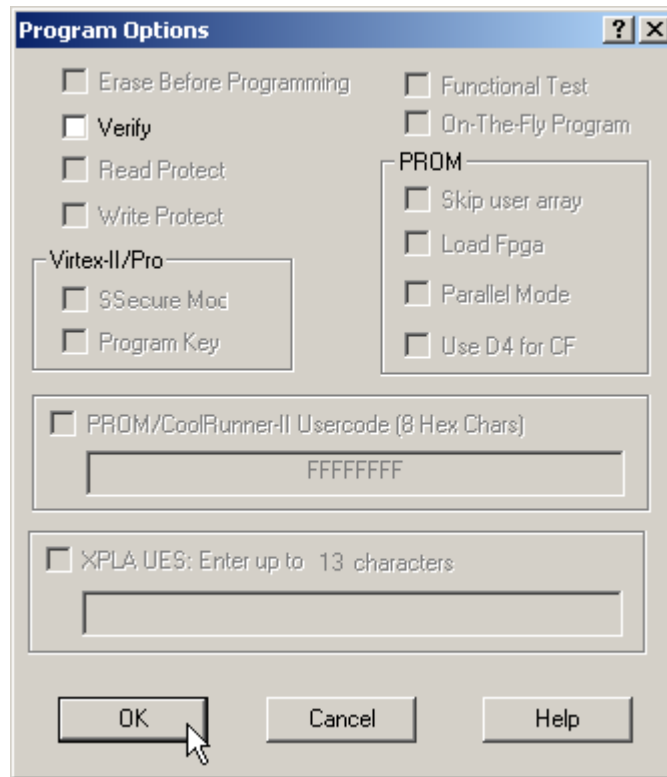 Program Options
Erase Before Programming
Verify
Read Protect
Write Protect
Functional Test
On-The-Fly Program
Virtex-II/Pro
SSecure Mod
Program Key
PROM
Skip user array
Load Fpga
Parallel Mode
Use D4 for CF
PROM/CoolRunner-II Usercode (8 Hex Chars)
FFFFFFFF
XPLA UES: Enter up to 13 characters
OK
Cancel
Help